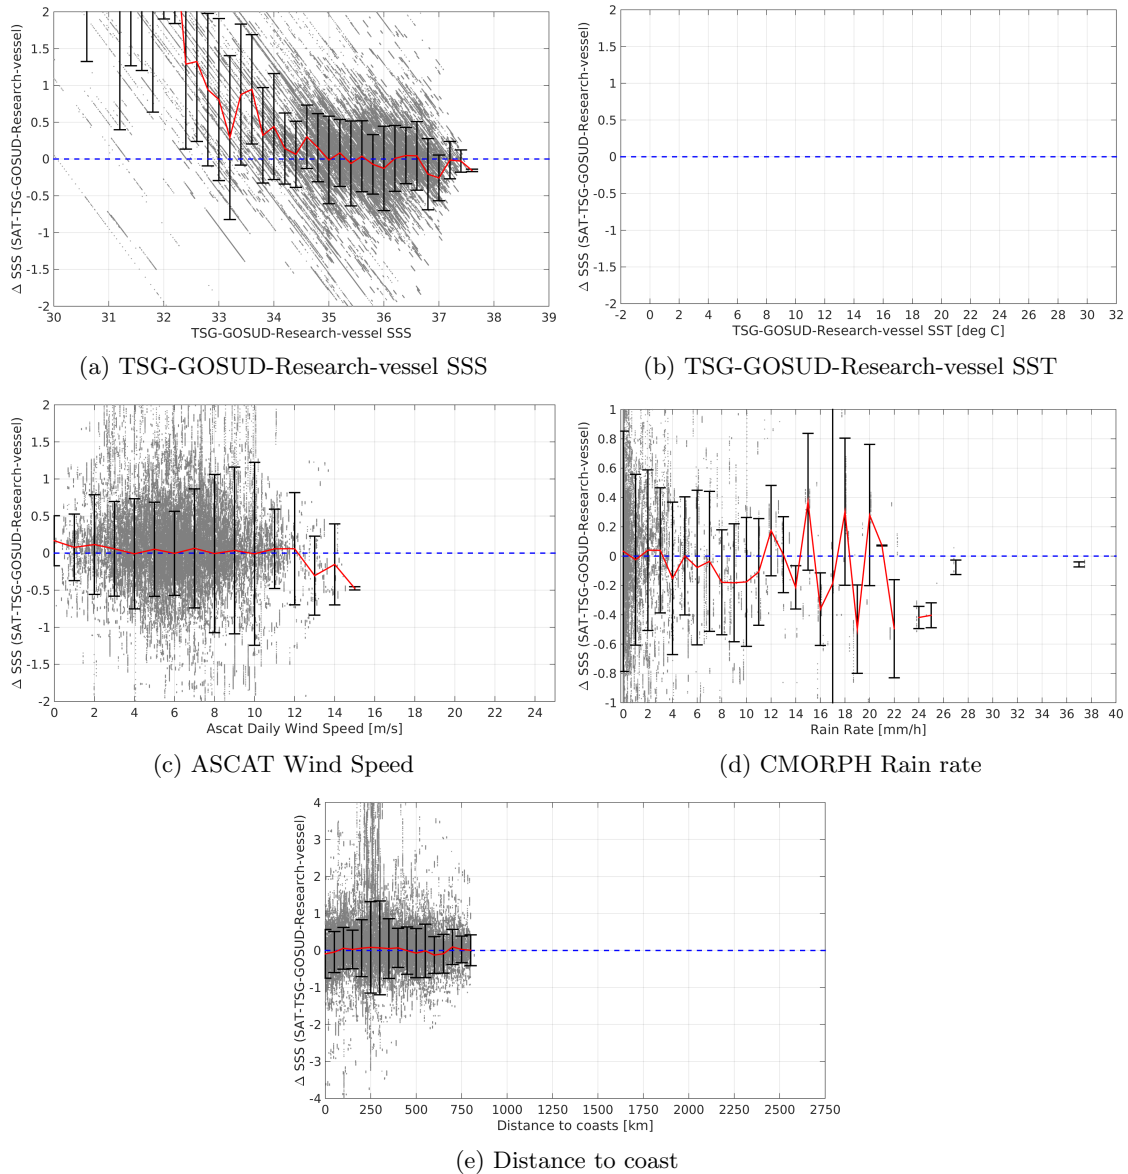 2
1.5
1
0.5
0
-0.5
-1
-1.5
-2
Δ SSS (SAT-TSG-GOSUD-Research-vessel)
30 31 32 33 34 35 36 37 38 39
TSG-GOSUD-Research-vessel SSS
(a) TSG-GOSUD-Research-vessel SSS
2
1.5
1
0.5
0
-0.5
-1
-1.5
-2
Δ SSS (SAT-TSG-GOSUD-Research-vessel)
-2 0 2 4 6 8 10 12 14 16 18 20 22 24 26 28 30 32
TSG-GOSUD-Research-vessel SST [deg C]
(b) TSG-GOSUD-Research-vessel SST
2
1.5
1
0.5
0
-0.5
-1
-1.5
-2
Δ SSS (SAT-TSG-GOSUD-Research-vessel)
0 2 4 6 8 10 12 14 16 18 20 22 24
Ascat Daily Wind Speed [m/s]
(c) ASCAT Wind Speed
1
0.8
0.6
0.4
0.2
0
-0.2
-0.4
-0.6
-0.8
-1
Δ SSS (SAT-TSG-GOSUD-Research-vessel)
0 2 4 6 8 10 12 14 16 18 20 22 24 26 28 30 32 34 36 38 40
Rain Rate [mm/h]
(d) CMORPH Rain rate
4
3
2
1
0
-1
-2
-3
-4
Δ SSS (SAT-TSG-GOSUD-Research-vessel)
0 250 500 750 1000 1250 1500 1750 2000 2250 2500 2750
Distance to coasts [km]
(e) Distance to coast